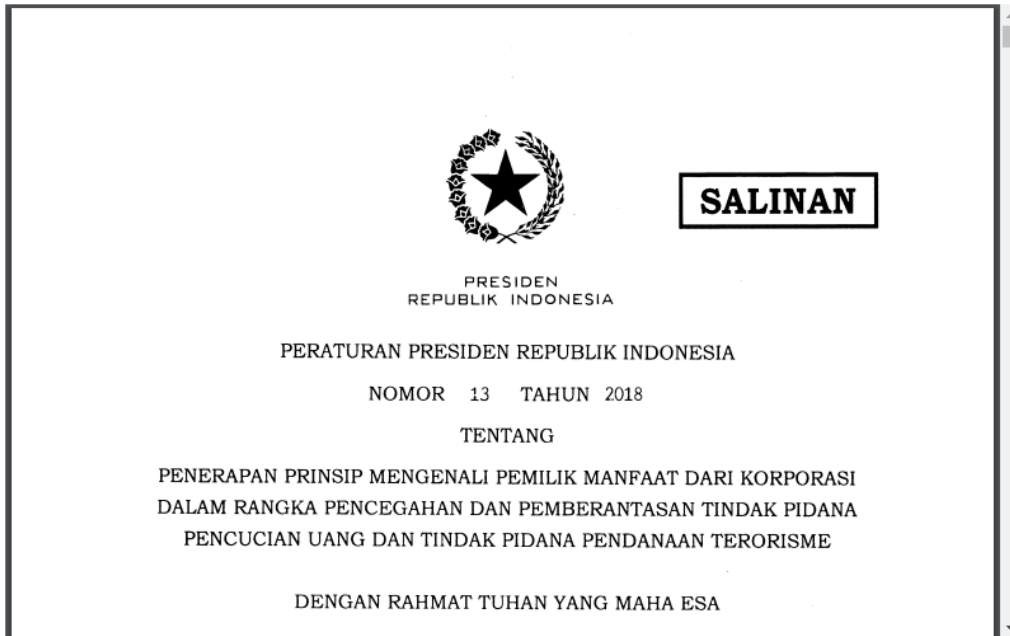 SALINAN
PRESIDEN
REPUBLIK INDONESIA
PERATURAN PRESIDEN REPUBLIK INDONESIA
NOMOR 13 TAHUN 2018
TENTANG
PENERAPAN PRINSIP MENGENALI PEMILIK MANFAAT DARI KORPORASI
DALAM RANGKA PENCEGAHAN DAN PEMBERANTASAN TINDAK PIDANA
PENCUCIAN UANG DAN TINDAK PIDANA PENDANAAN TERORISME
DENGAN RAHMAT TUHAN YANG MAHA ESA